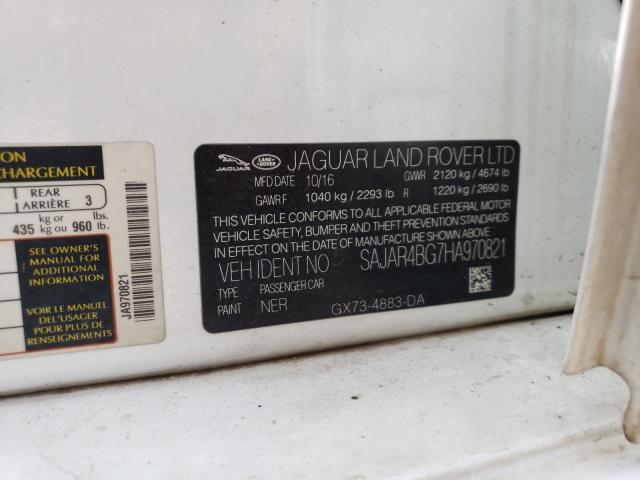 ION
CHARGEMENT
REAR
ARRIÈRE 3
kg or lbs.
435 kg ou 960 lb.
SEE OWNER'S
MANUAL FOR
ADDITIONAL
INFORMATION
VOIR LE MANUEL
DE L'USAGER
POUR PLUS DE
RENSEIGNEMENTS
JA970821
JAGUAR LAND ROVER JAGUAR LAND ROVER LTD
MFD DATE 10/16 GVWR 2120 kg / 4674 lb
GAWR F 1040 kg / 2293 lb R 1220 kg / 2690 lb
THIS VEHICLE CONFORMS TO ALL APPLICABLE FEDERAL MOTOR
VEHICLE SAFETY, BUMPER AND THEFT PREVENTION STANDARDS
IN EFFECT ON THE DATE OF MANUFACTURE SHOWN ABOVE.
VEH IDENT NO SAJAR4BG7HA970821
TYPE PASSENGER CAR
PAINT NER GX73-4883-DA